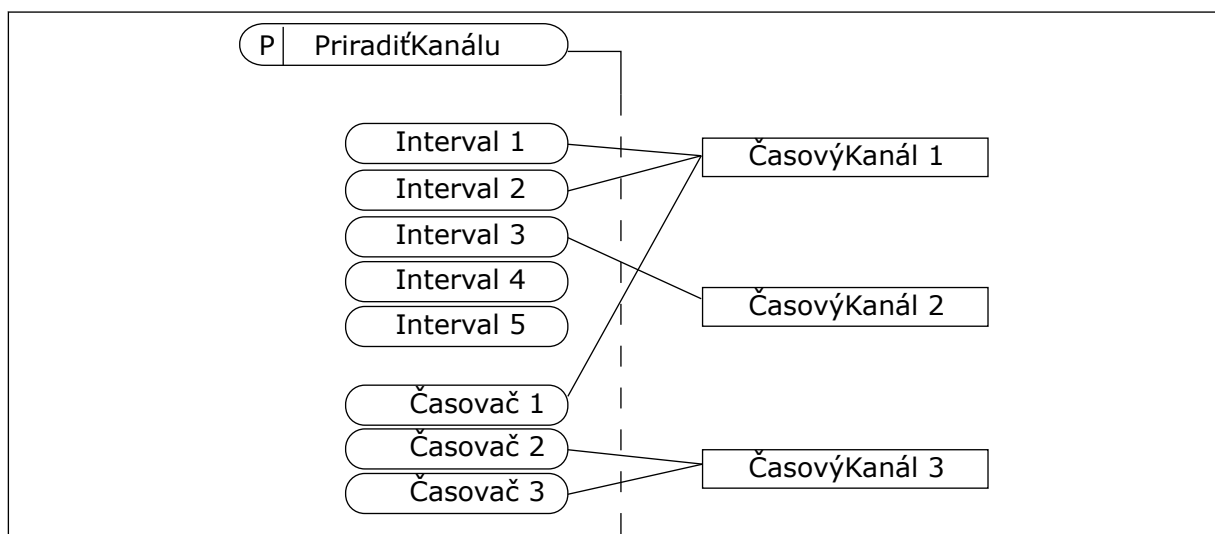 P PriradiťKanálu
Interval 1
ČasovýKanál 1
Interval 2
Interval 3
Interval 4
ČasovýKanál 2
Interval 5
Časovač 1
Časovač 2
ČasovýKanál 3
Časovač 3